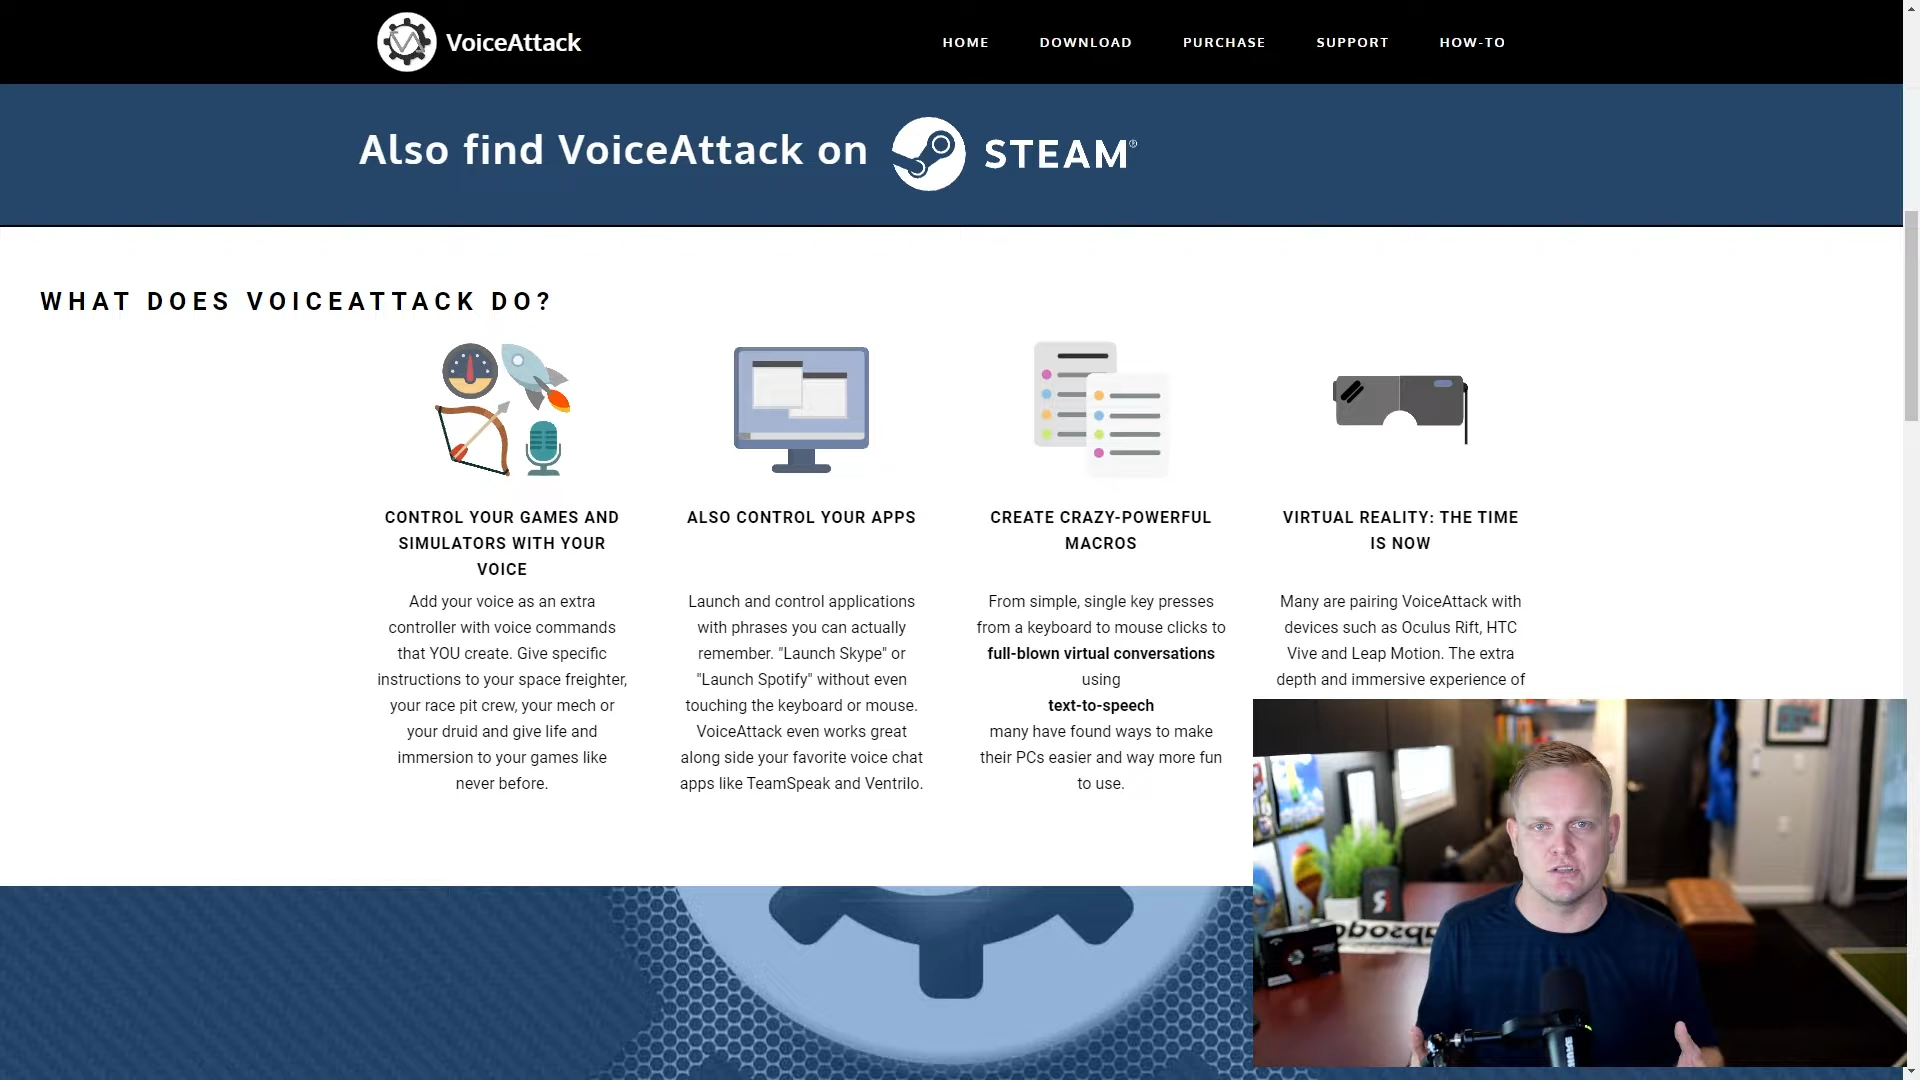 VoiceAttack
HOME DOWNLOAD PURCHASE SUPPORT HOW-TO
Also find VoiceAttack on STEAM®
WHAT DOES VOICEATTACK DO?
CONTROL YOUR GAMES AND
SIMULATORS WITH YOUR
VOICE
Add your voice as an extra
controller with voice commands
that YOU create. Give specific
instructions to your space freighter,
your race pit crew, your mech or
your druid and give life and
immersion to your games like
never before.
ALSO CONTROL YOUR APPS
Launch and control applications
with phrases you can actually
remember. "Launch Skype" or
"Launch Spotify" without even
touching the keyboard or mouse.
VoiceAttack even works great
along side your favorite voice chat
apps like TeamSpeak and Ventrilo.
CREATE CRAZY-POWERFUL
MACROS
From simple, single key presses
from a keyboard to mouse clicks to
full-blown virtual conversations
using
text-to-speech
many have found ways to make
their PCs easier and way more fun
to use.
VIRTUAL REALITY: THE TIME
IS NOW
Many are pairing VoiceAttack with
devices such as Oculus Rift, HTC
Vive and Leap Motion. The extra
depth and immersive experience of